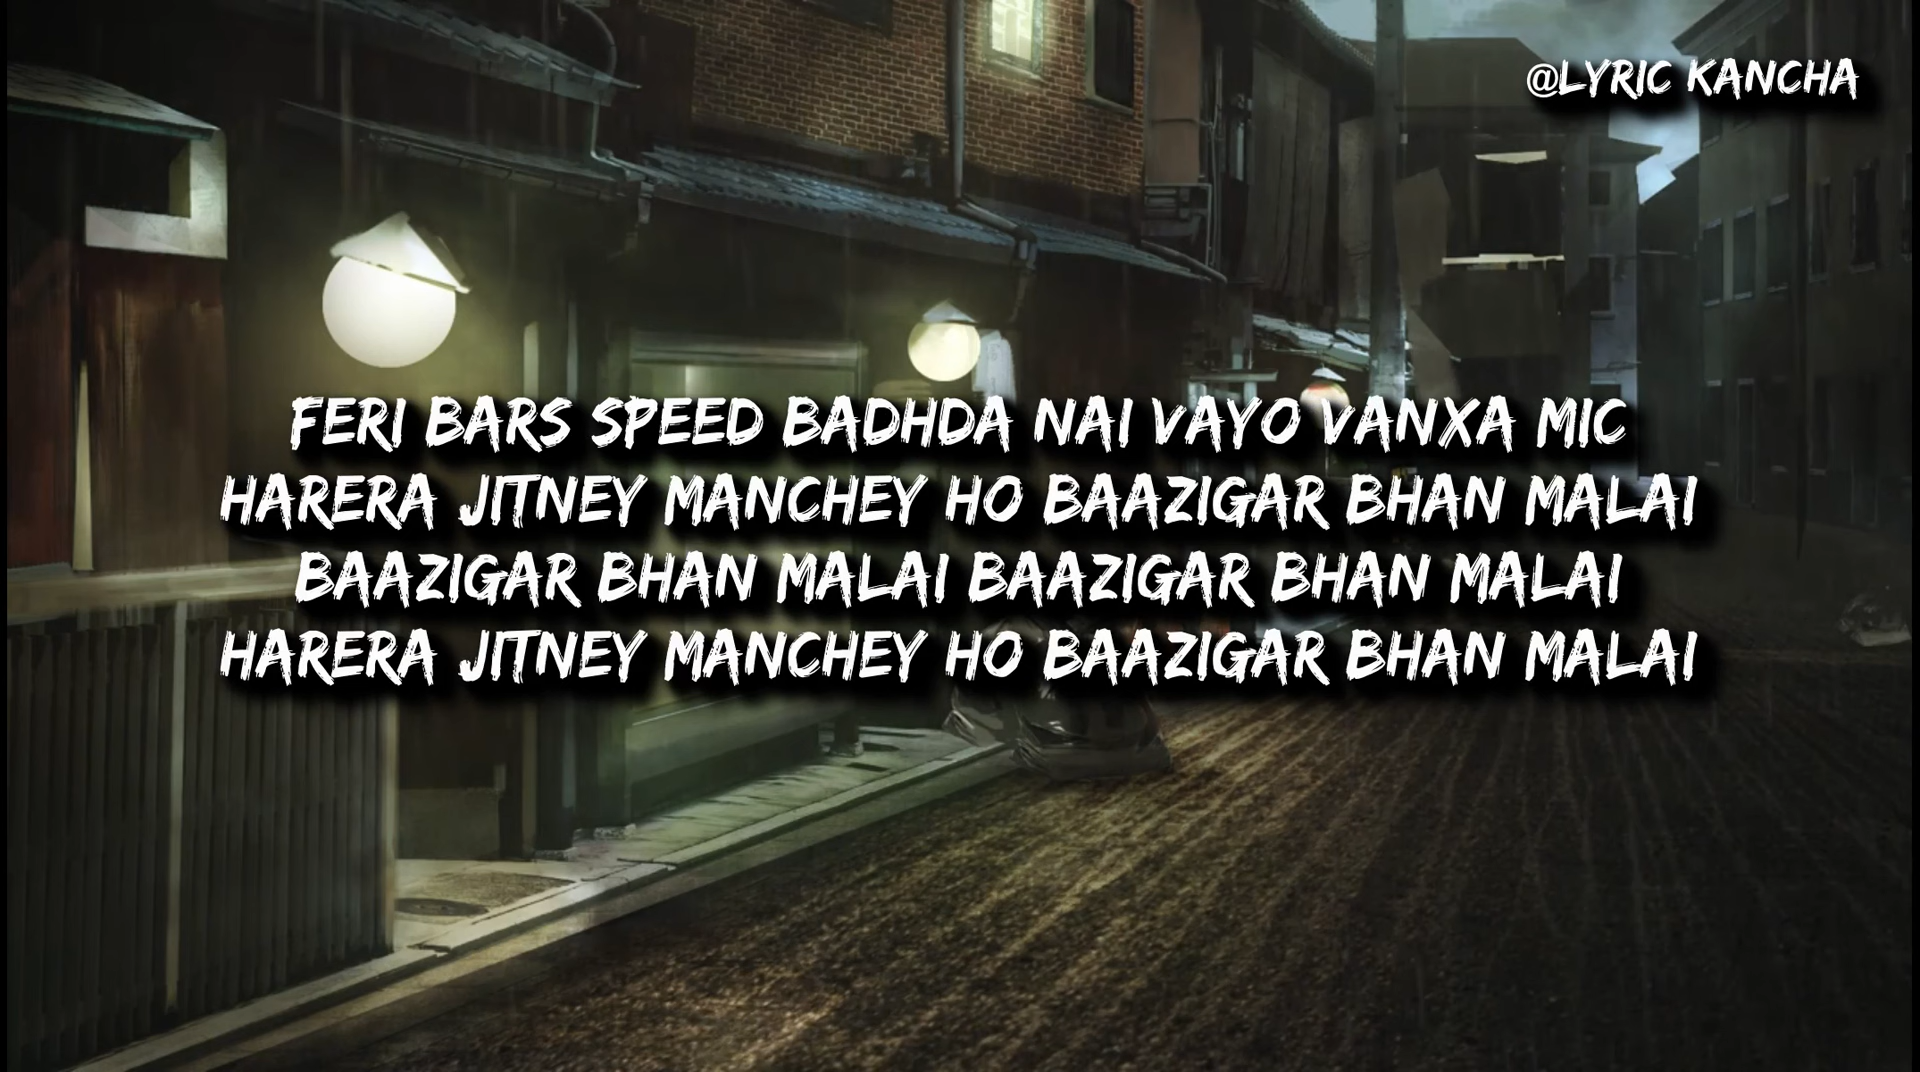 @LYRIC KANCHA
FERI BARS SPEED BADHDA NAI VAYO VANXA MIC
HARERA JITNEY MANCHEY HO BAAZIGAR BHAN MALAI
BAAZIGAR BHAN MALAI BAAZIGAR BHAN MALAI
HARERA JITNEY MANCHEY HO BAAZIGAR BHAN MALAI